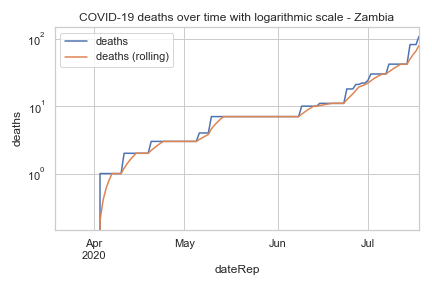 COVID-19 deaths over time with logarithmic scale - Zambia
deaths
deaths (rolling)
10²
10¹
10⁰
deaths
Apr
2020
May
Jun
Jul
dateRep